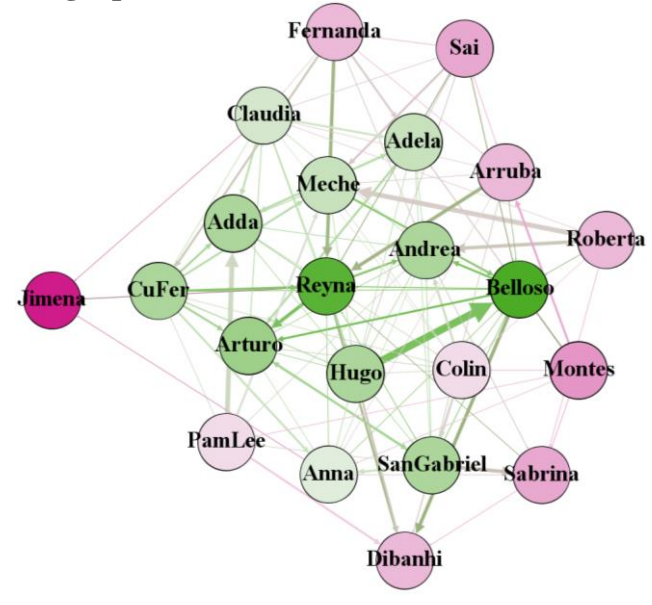 Fernanda
Sai
Claudia
Adela
Arruba
Meche
Adda
Roberta
Andrea
Jimena
CuFer
Reyna
Belloso
Arturo
Hugo
Colin
Montes
PamLee
Anna
SanGabriel
Sabrina
Dibanhi